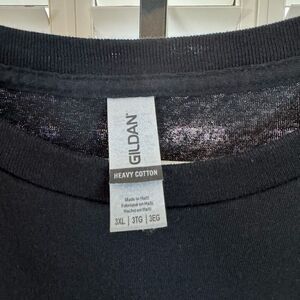 GILDAN
HEAVY COTTON
Made in Haiti
Fabriqué en Haïti
Hecho en Haití
3XL | 3TG | 3EG